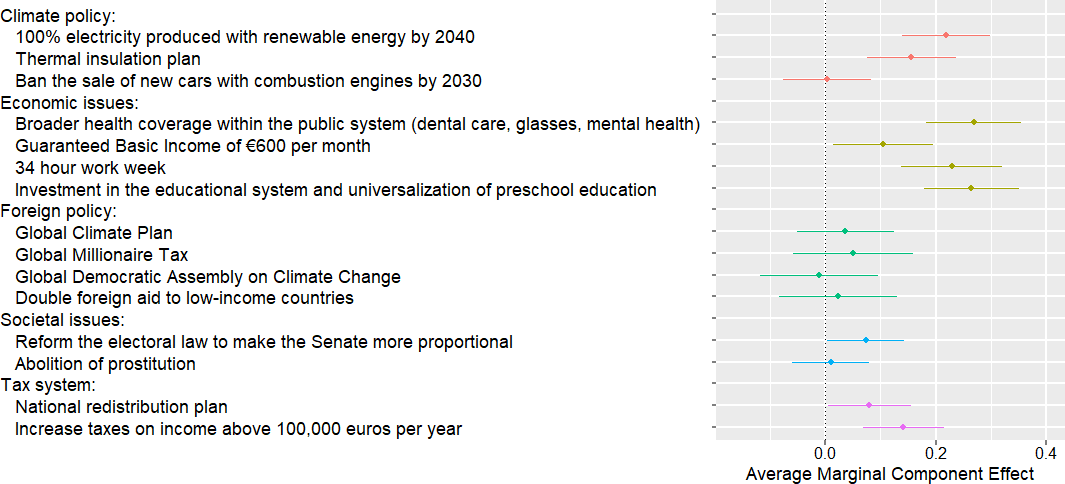 Climate policy:
100% electricity produced with renewable energy by 2040
Thermal insulation plan
Ban the sale of new cars with combustion engines by 2030
Economic issues:
Broader health coverage within the public system (dental care, glasses, mental health)
Guaranteed Basic Income of €600 per month
34 hour work week
Investment in the educational system and universalization of preschool education
Foreign policy:
Global Climate Plan
Global Millionaire Tax
Global Democratic Assembly on Climate Change
Double foreign aid to low-income countries
Societal issues:
Reform the electoral law to make the Senate more proportional
Abolition of prostitution
Tax system:
National redistribution plan
Increase taxes on income above 100,000 euros per year
0.0 0.2 0.4
Average Marginal Component Effect